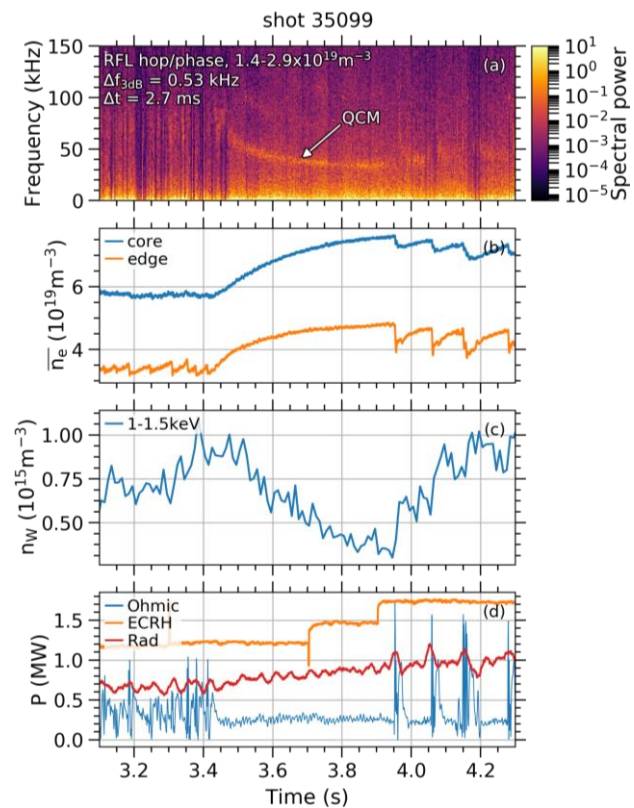 shot 35099
RFL hop/phase, 1.4-2.9x10¹⁹m⁻³
Δf₃dB = 0.53 kHz
Δt = 2.7 ms
(a)
QCM
Frequency (kHz)
150
100
50
0
10¹
10⁰
10⁻¹
10⁻²
10⁻³
10⁻⁴
10⁻⁵
Spectral power
core
edge
(b)
n̅ₑ (10¹⁹m⁻³)
6
4
1-1.5keV
(c)
n_W (10¹⁵m⁻³)
1.00
0.75
0.50
Ohmic
ECRH
Rad
(d)
P (MW)
1.5
1.0
0.5
0.0
3.2 3.4 3.6 3.8 4.0 4.2
Time (s)